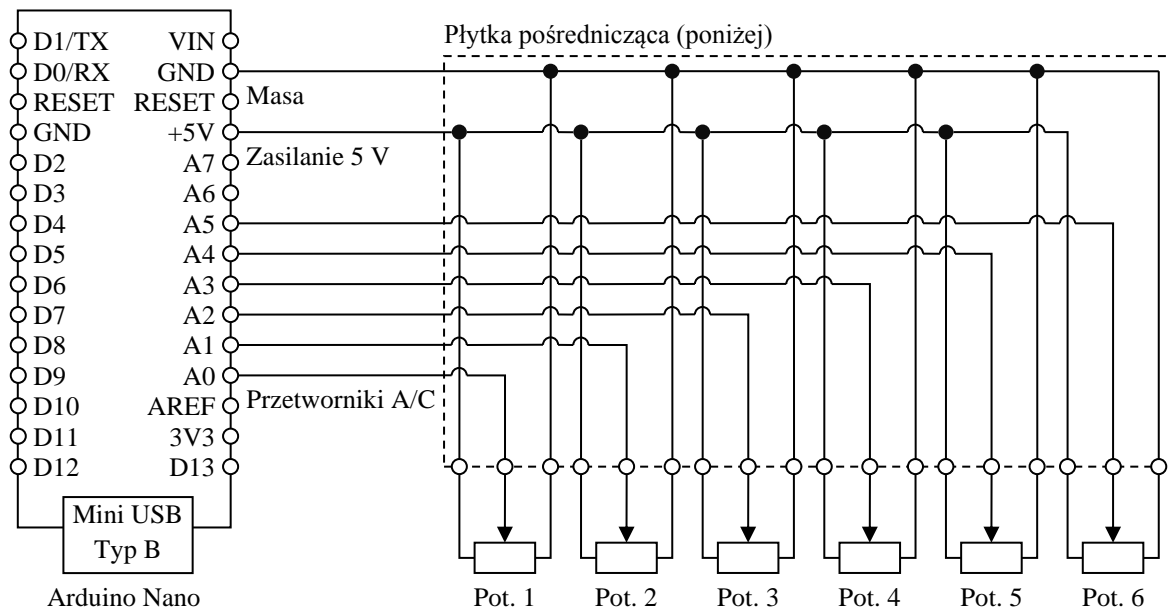 Płytka pośrednicząca (poniżej)
D1/TX VIN
D0/RX GND
RESET RESET Masa
GND +5V
D2 A7 Zasilanie 5 V
D3 A6
D4 A5
D5 A4
D6 A3
D7 A2
D8 A1
D9 A0
D10 AREF Przetworniki A/C
D11 3V3
D12 D13
Mini USB
Typ B
Arduino Nano Pot. 1 Pot. 2 Pot. 3 Pot. 4 Pot. 5 Pot. 6